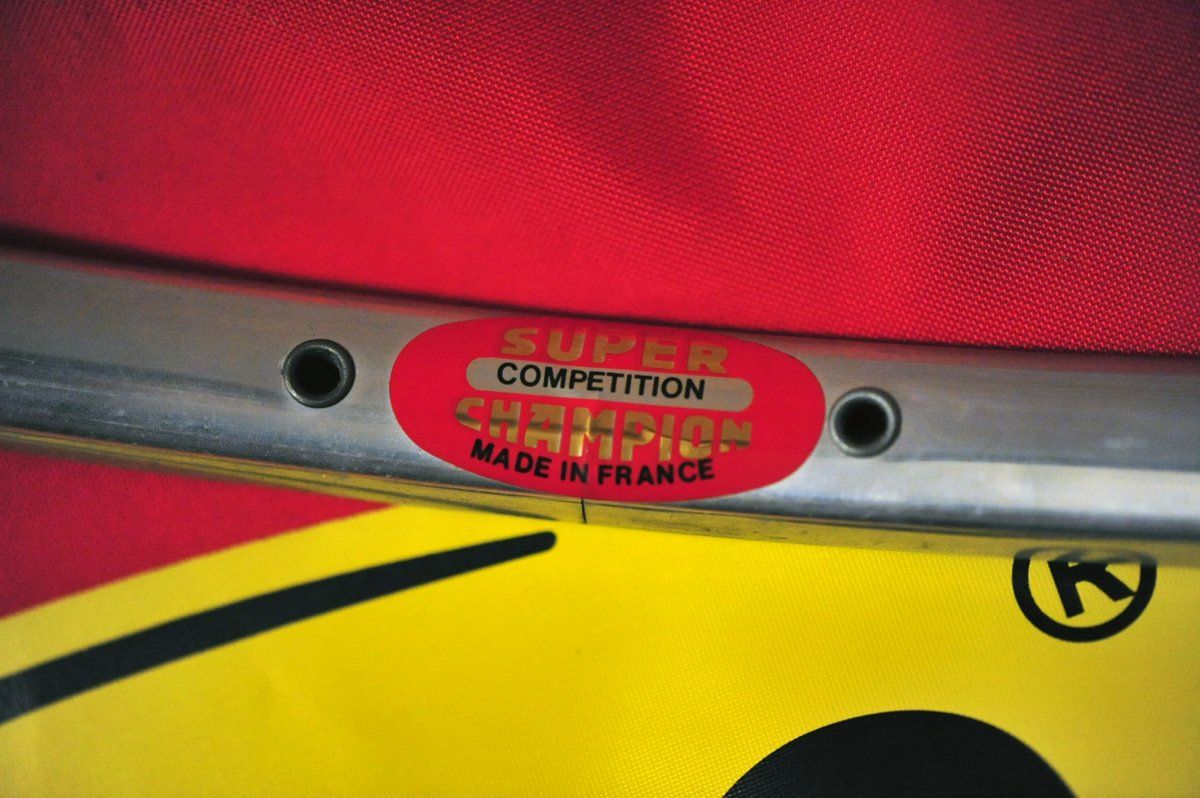 SUPER
COMPETITION
CHAMPION
MADE IN FRANCE
®